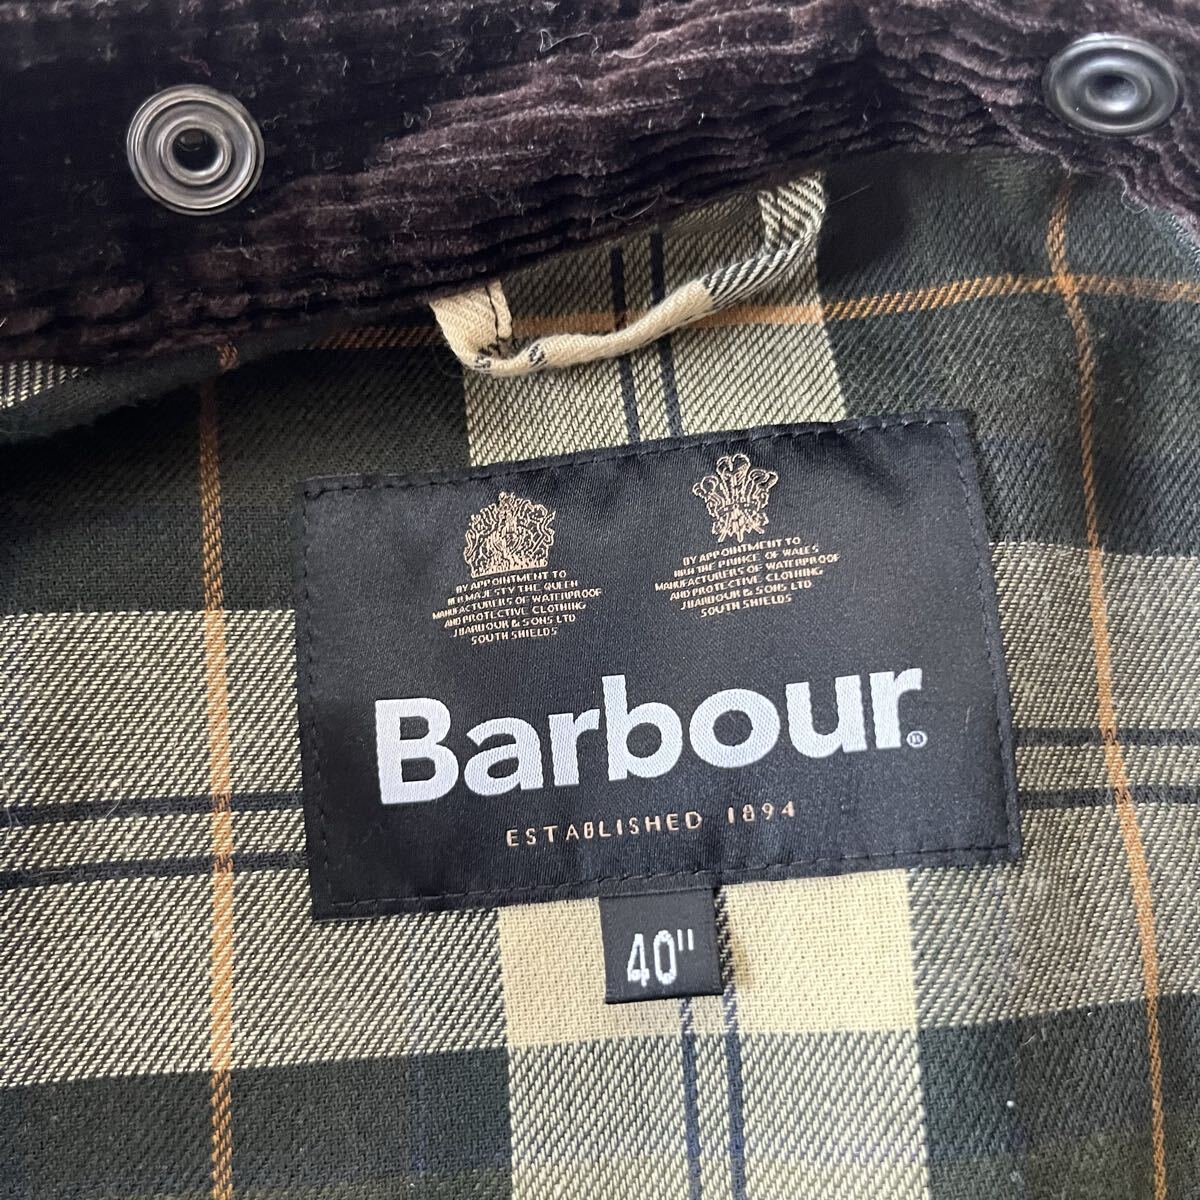 BY APPOINTMENT TO
HER MAJESTY THE QUEEN
MANUFACTURERS OF WATERPROOF
AND PROTECTIVE CLOTHING
J BARBOUR & SONS LTD
SOUTH SHIELDS
BY APPOINTMENT TO
HRH THE PRINCE OF WALES
MANUFACTURERS OF WATERPROOF
AND PROTECTIVE CLOTHING
J BARBOUR & SONS LTD
SOUTH SHIELDS
Barbour®
ESTABLISHED 1894
40"